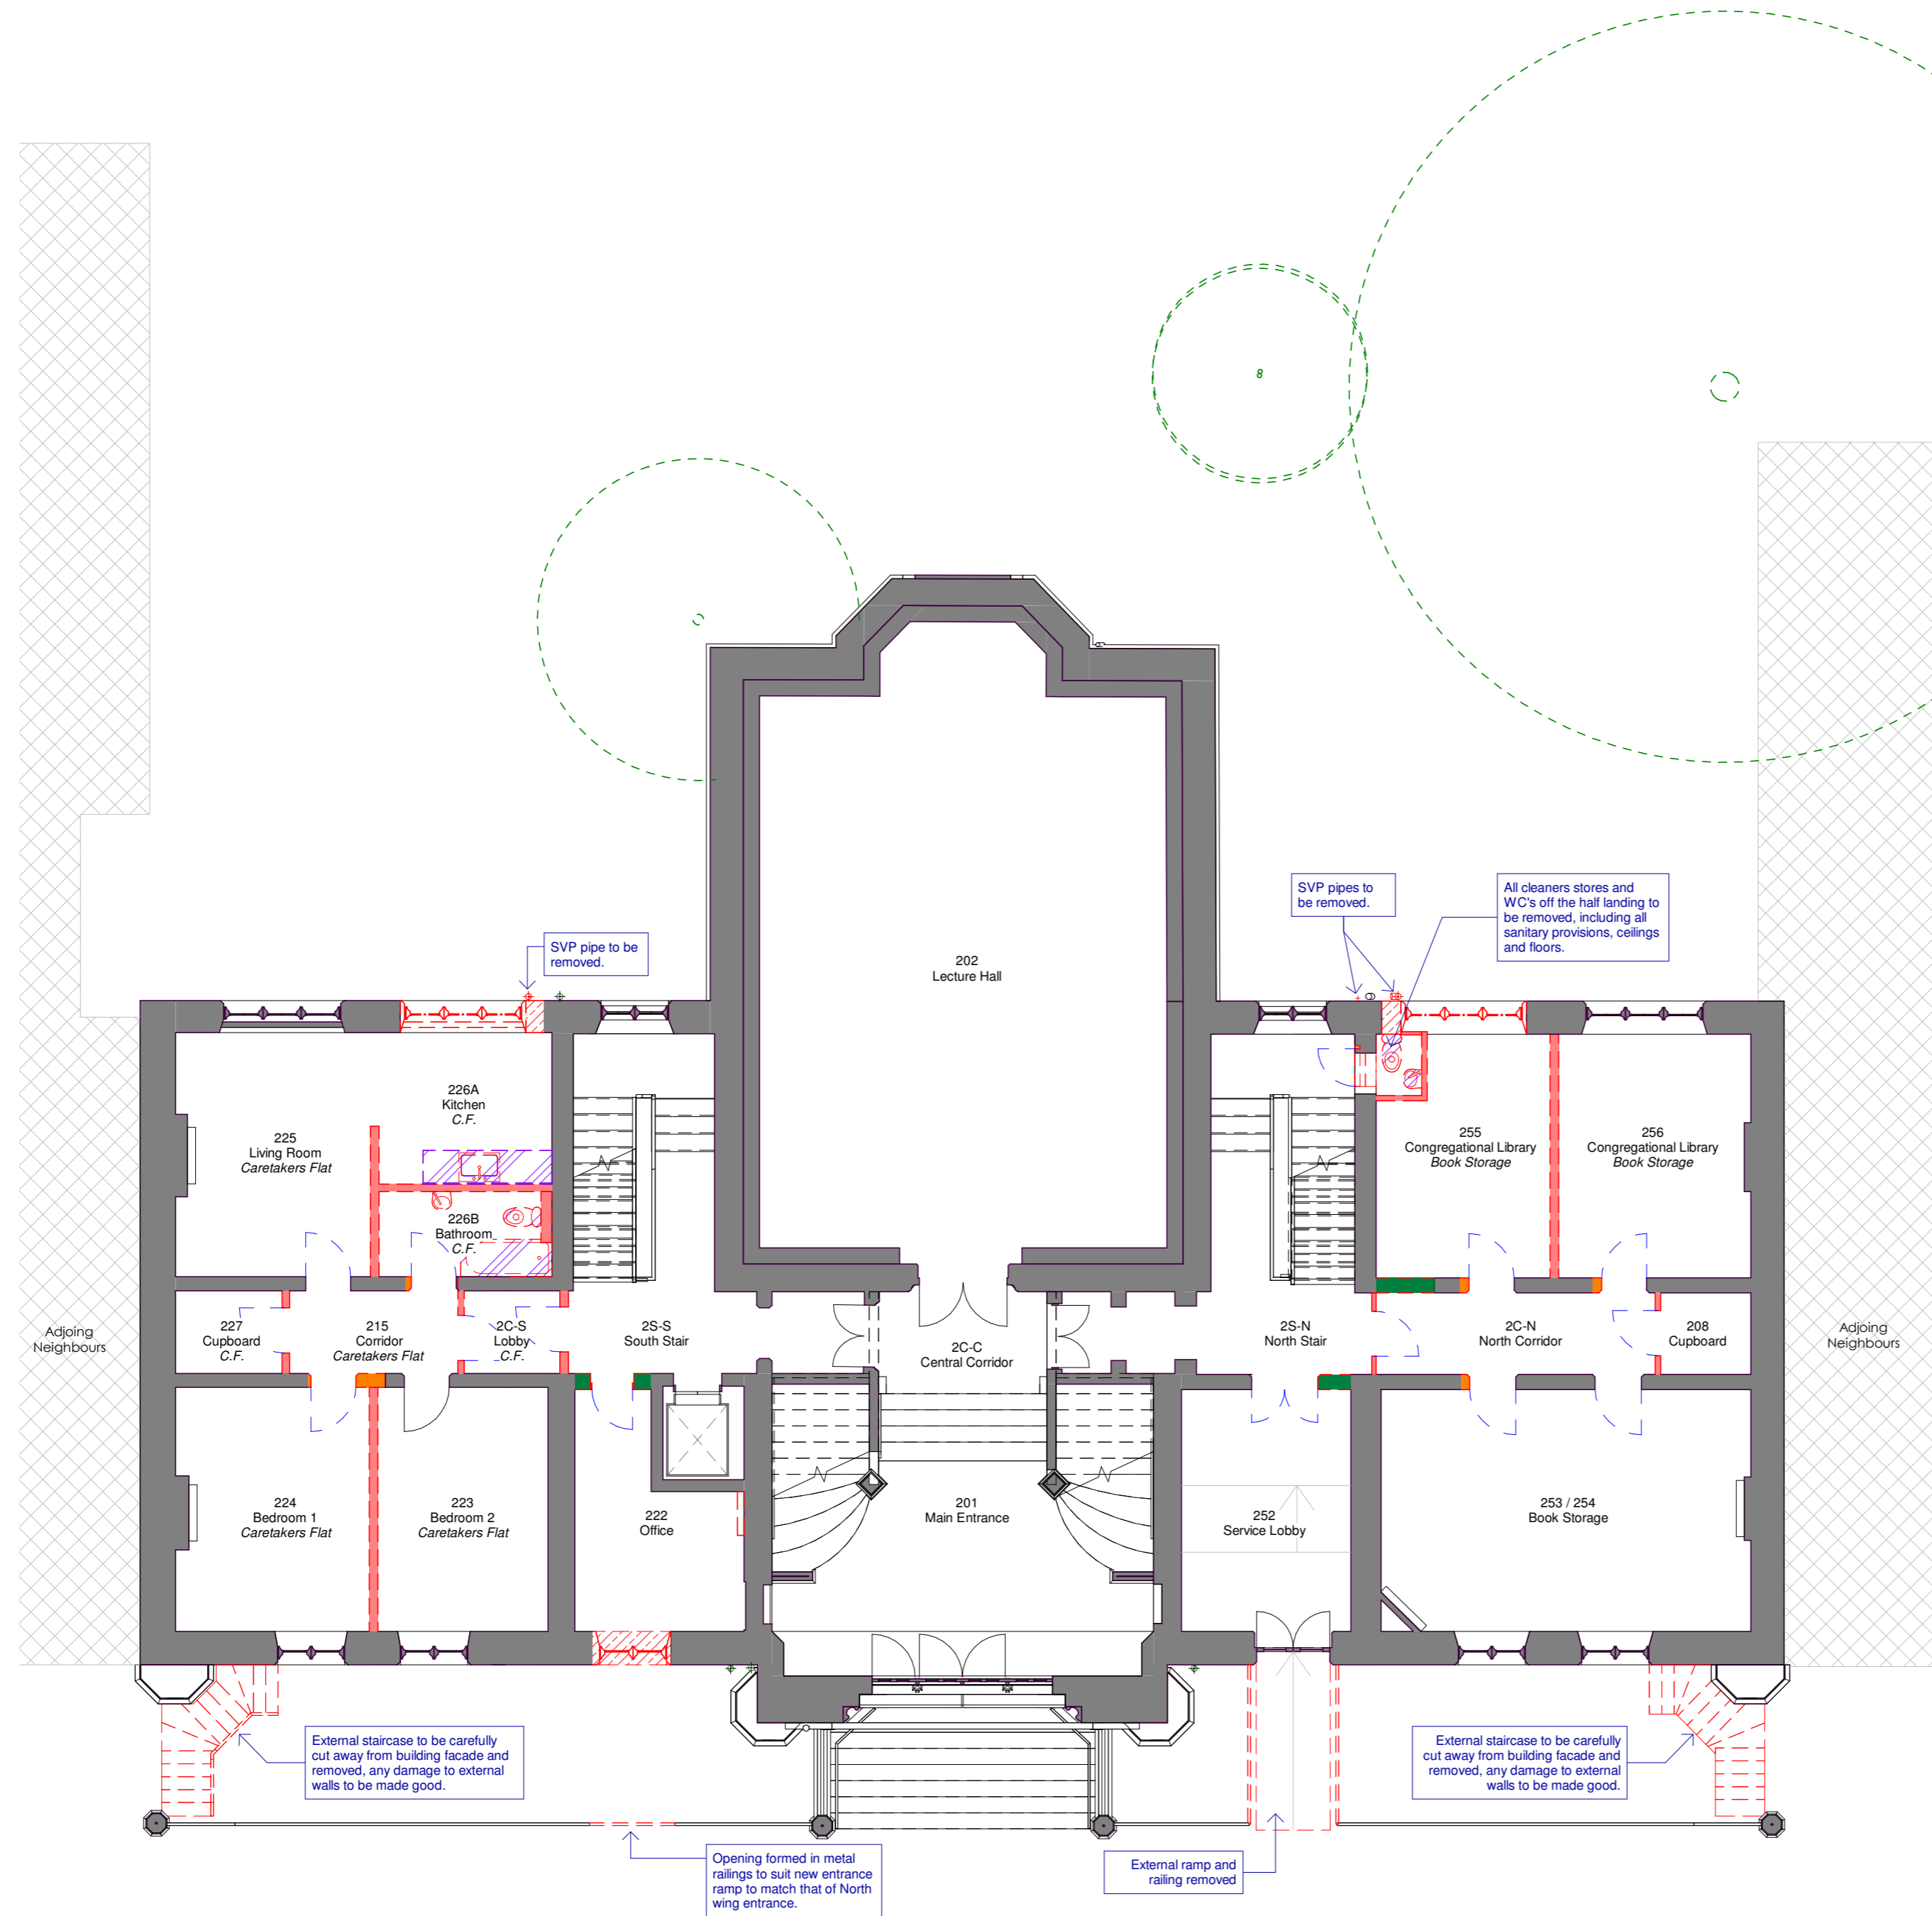 8
SVP pipes to
be removed.
All cleaners stores and
WC's off the half landing to
be removed, including all
sanitary provisions, ceilings
and floors.
SVP pipe to be
removed.
202
Lecture Hall
226A
Kitchen
C.F.
225
Living Room
Caretakers Flat
255
Congregational Library
Book Storage
256
Congregational Library
Book Storage
226B
Bathroom
C.F.
Adjoing
Neighbours
227
Cupboard
C.F.
215
Corridor
Caretakers Flat
2C-S
Lobby
C.F.
2S-S
South Stair
2C-C
Central Corridor
2S-N
North Stair
2C-N
North Corridor
208
Cupboard
Adjoing
Neighbours
224
Bedroom 1
Caretakers Flat
223
Bedroom 2
Caretakers Flat
222
Office
201
Main Entrance
252
Service Lobby
253 / 254
Book Storage
External staircase to be carefully
cut away from building facade and
removed, any damage to external
walls to be made good.
External staircase to be carefully
cut away from building facade and
removed, any damage to external
walls to be made good.
Opening formed in metal
railings to suit new entrance
ramp to match that of North
wing entrance.
External ramp and
railing removed